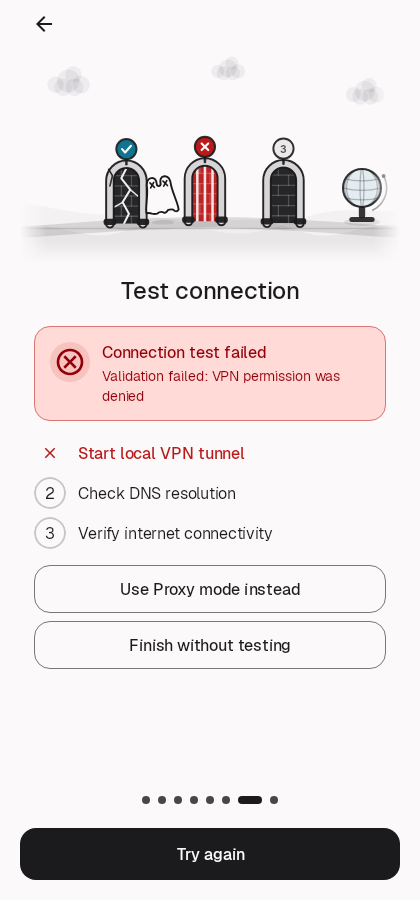 3
Test connection
Connection test failed
Validation failed: VPN permission was
denied
Start local VPN tunnel
2 Check DNS resolution
3 Verify internet connectivity
Use Proxy mode instead
Finish without testing
Try again